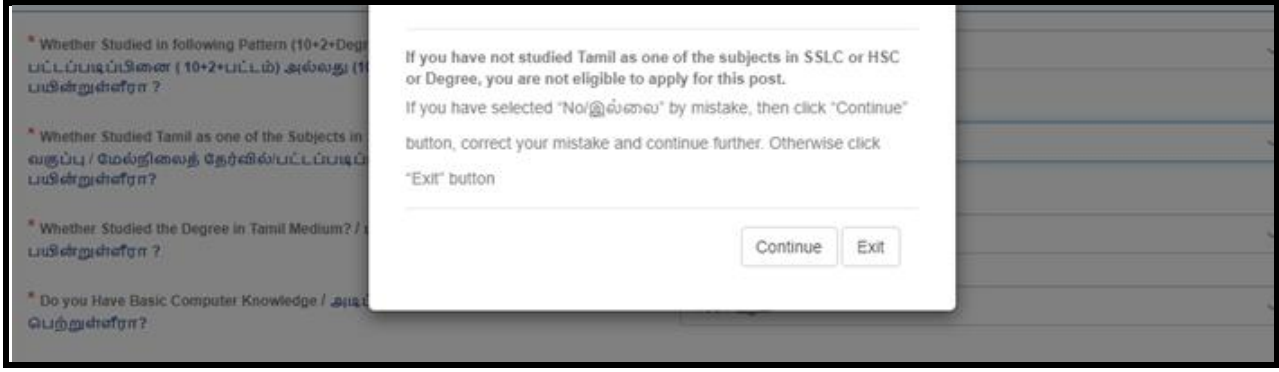 * Whether Studied in following Pattern (10+2+Degr
பட்டப்படிப்பினை ( 10+2+பட்டம்) அல்லது (10
பயின்றுள்ளீரா ?
* Whether Studied Tamil as one of the Subjects in
வகுப்பு / மேல்நிலைத் தேர்வில்/பட்டப்படிப்
பயின்றுள்ளீரா?
* Whether Studied the Degree in Tamil Medium? /
பயின்றுள்ளீரா ?
* Do you Have Basic Computer Knowledge / அடிப்
பெற்றுள்ளீரா?
If you have not studied Tamil as one of the subjects in SSLC or HSC
or Degree, you are not eligible to apply for this post.
If you have selected “No/இல்லை” by mistake, then click “Continue”
button, correct your mistake and continue further. Otherwise click
“Exit” button
Continue Exit